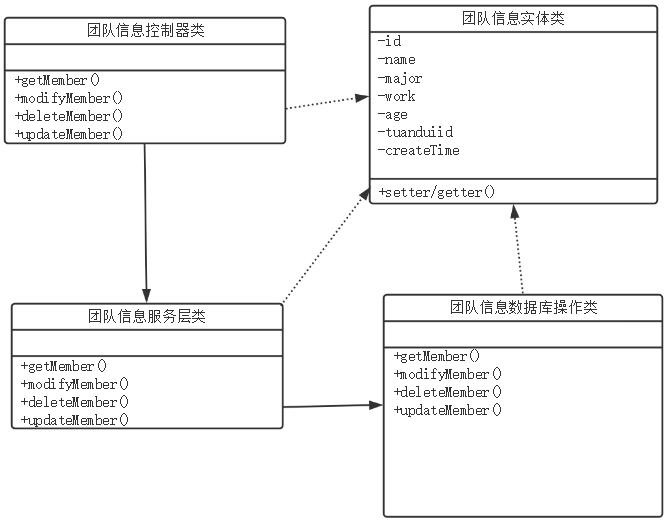 团队信息控制器类
+getMember()
+modifyMember()
+deleteMember()
+updateMember()
团队信息实体类
-id
-name
-major
-work
-age
-tuanduiid
-createTime
+setter/getter()
团队信息服务层类
+getMember()
+modifyMember()
+deleteMember()
+updateMember()
团队信息数据库操作类
+getMember()
+modifyMember()
+deleteMember()
+updateMember()